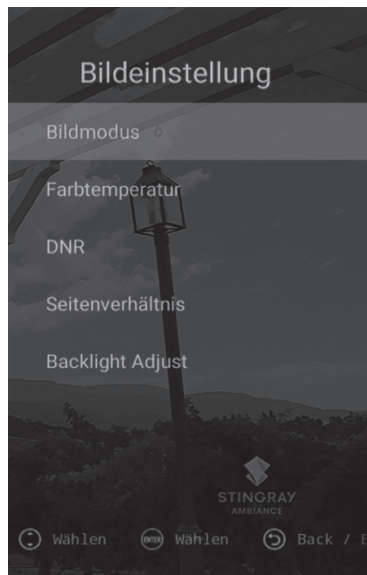 Bildeinstellung
Bildmodus
Farbtemperatur
DNR
Seitenverhältnis
Backlight Adjust
STINGRAY
AMBIANCE
Wählen ENTER Wählen Back /